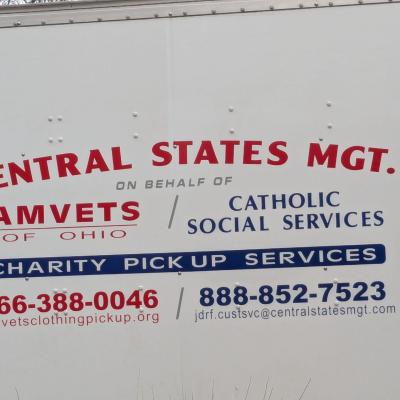 ENTRAL STATES MGT.
ON BEHALF OF
AMVETS / CATHOLIC
OF OHIO SOCIAL SERVICES
CHARITY PICK UP SERVICES
66-388-0046 / 888-852-7523
vetsclothingpickup.org jdrf.custsvc@centralstatesmgt.com